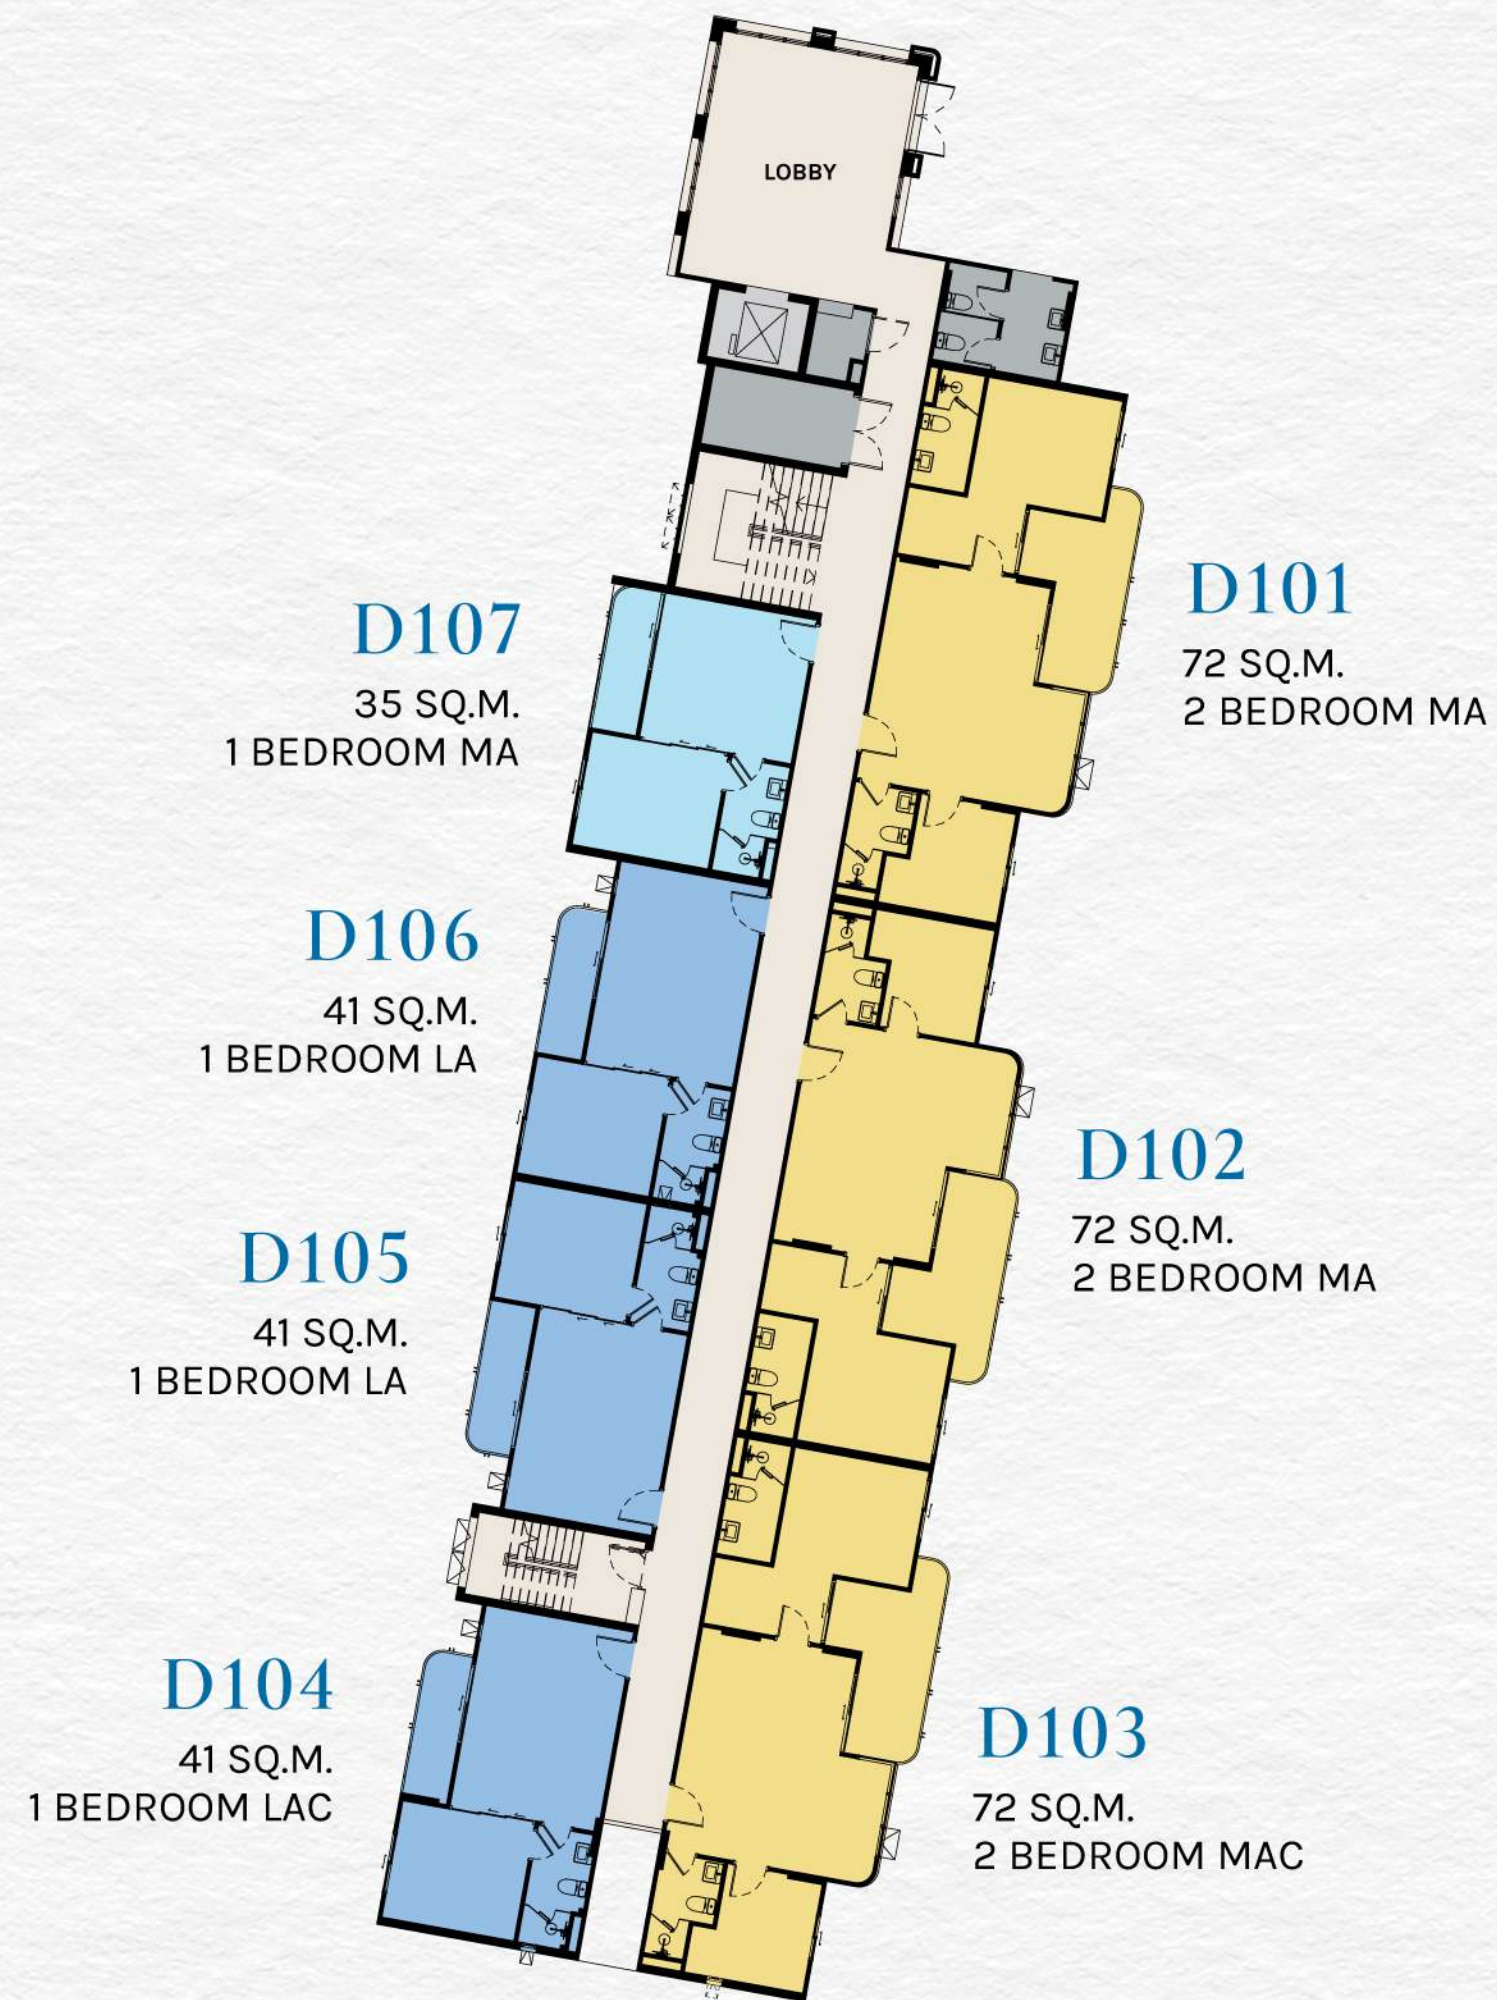 LOBBY
D101
72 SQ.M.
2 BEDROOM MA
D107
35 SQ.M.
1 BEDROOM MA
D106
41 SQ.M.
1 BEDROOM LA
D102
72 SQ.M.
2 BEDROOM MA
D105
41 SQ.M.
1 BEDROOM LA
D104
41 SQ.M.
1 BEDROOM LAC
D103
72 SQ.M.
2 BEDROOM MAC